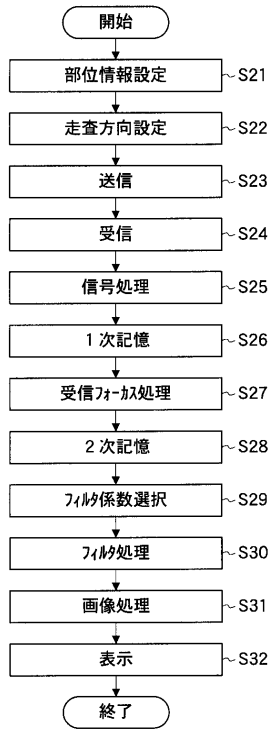 開始
部位情報設定 S21
走査方向設定 S22
送信 S23
受信 S24
信号処理 S25
1次記憶 S26
受信フォーカス処理 S27
2次記憶 S28
フィルタ係数選択 S29
フィルタ処理 S30
画像処理 S31
表示 S32
終了